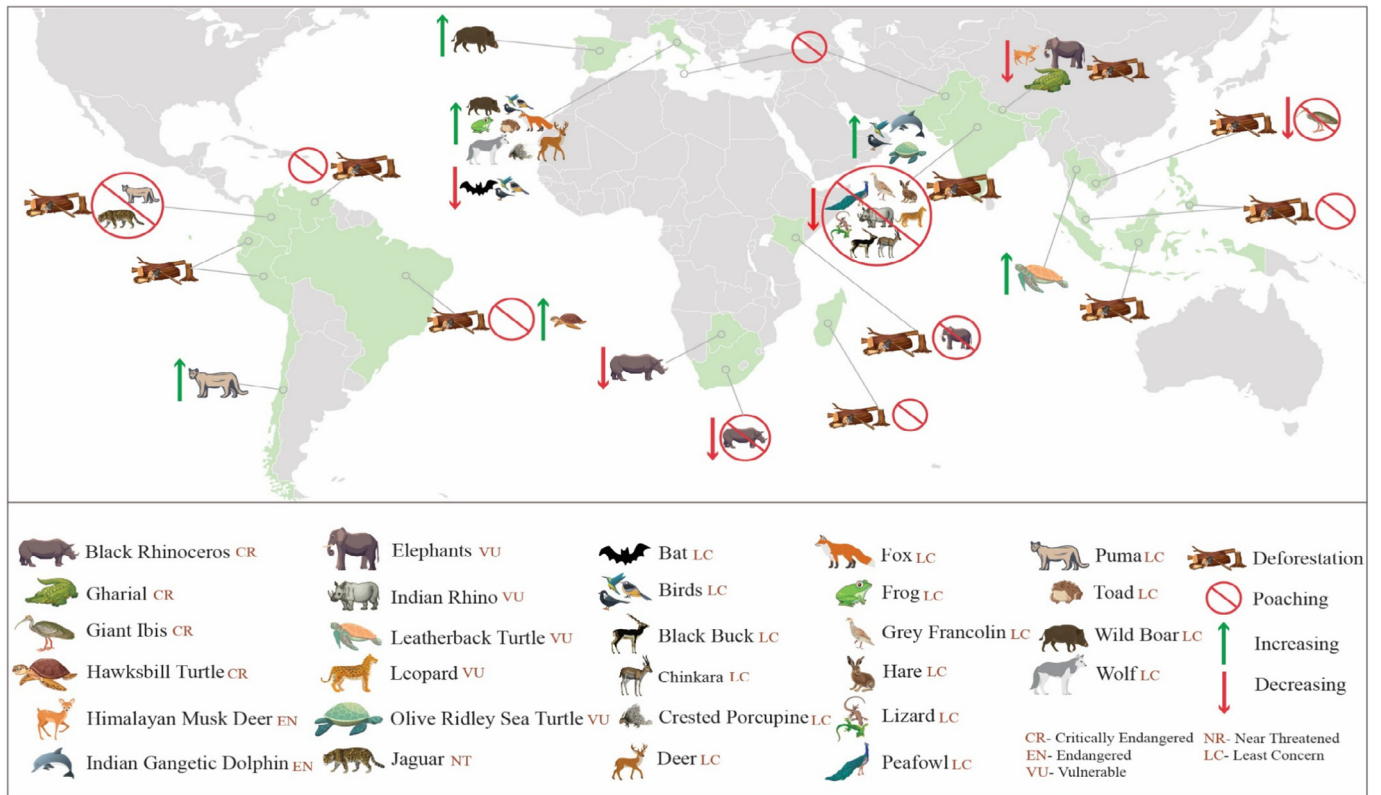 Black Rhinoceros CR
Gharial CR
Giant Ibis CR
Hawksbill Turtle CR
Himalayan Musk Deer EN
Indian Gangetic Dolphin EN
Elephants VU
Indian Rhino VU
Leatherback Turtle VU
Leopard VU
Olive Ridley Sea Turtle VU
Jaguar NT
Bat LC
Birds LC
Black Buck LC
Chinkara LC
Crested Porcupine LC
Deer LC
Fox LC
Frog LC
Grey Francolin LC
Hare LC
Lizard LC
Peafowl LC
Puma LC
Toad LC
Wild Boar LC
Wolf LC
Deforestation
Poaching
Increasing
Decreasing
CR- Critically Endangered
EN- Endangered
VU- Vulnerable
NR- Near Threatened
LC- Least Concern